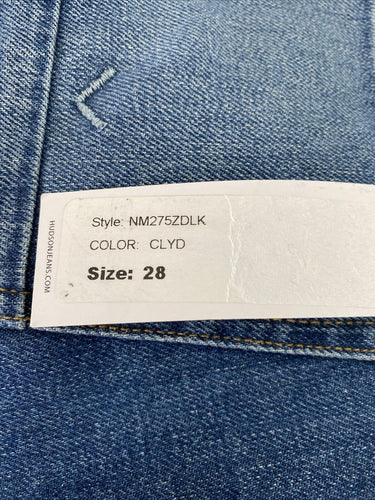 HUDSONJEANS.COM
Style: NM275ZDLK
COLOR: CLYD
Size: 28